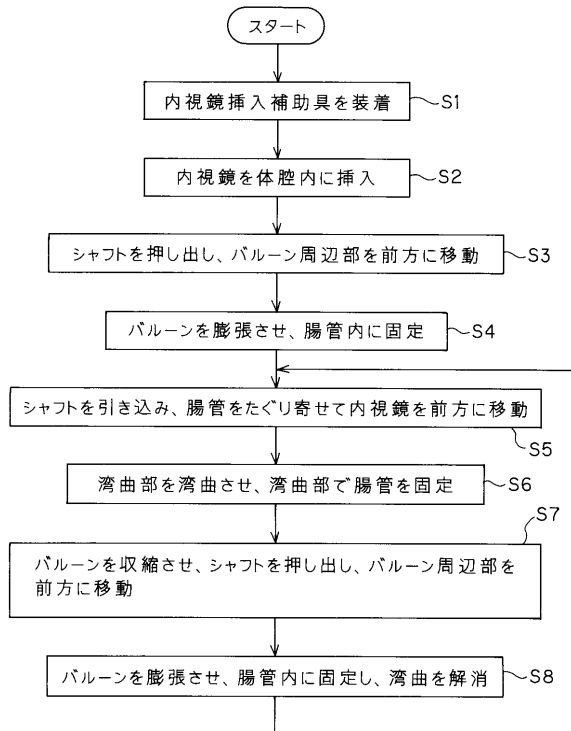 スタート
内視鏡挿入補助具を装着
S1
内視鏡を体腔内に挿入
S2
シャフトを押し出し、バルーン周辺部を前方に移動
S3
バルーンを膨張させ、腸管内に固定
S4
シャフトを引き込み、腸管をたぐり寄せて内視鏡を前方に移動
S5
湾曲部を湾曲させ、湾曲部で腸管を固定
S6
S7
バルーンを収縮させ、シャフトを押し出し、バルーン周辺部を
前方に移動
バルーンを膨張させ、腸管内に固定し、湾曲を解消
S8